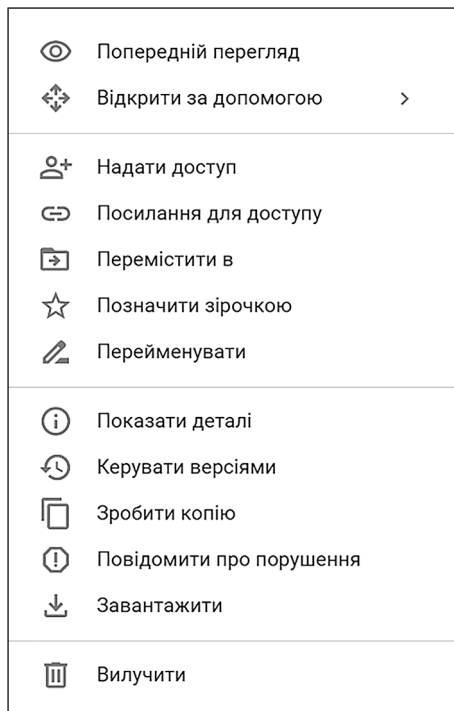 Попередній перегляд
Відкрити за допомогою
Надати доступ
Посилання для доступу
Перемістити в
Позначити зірочкою
Перейменувати
Показати деталі
Керувати версіями
Зробити копію
Повідомити про порушення
Завантажити
Вилучити